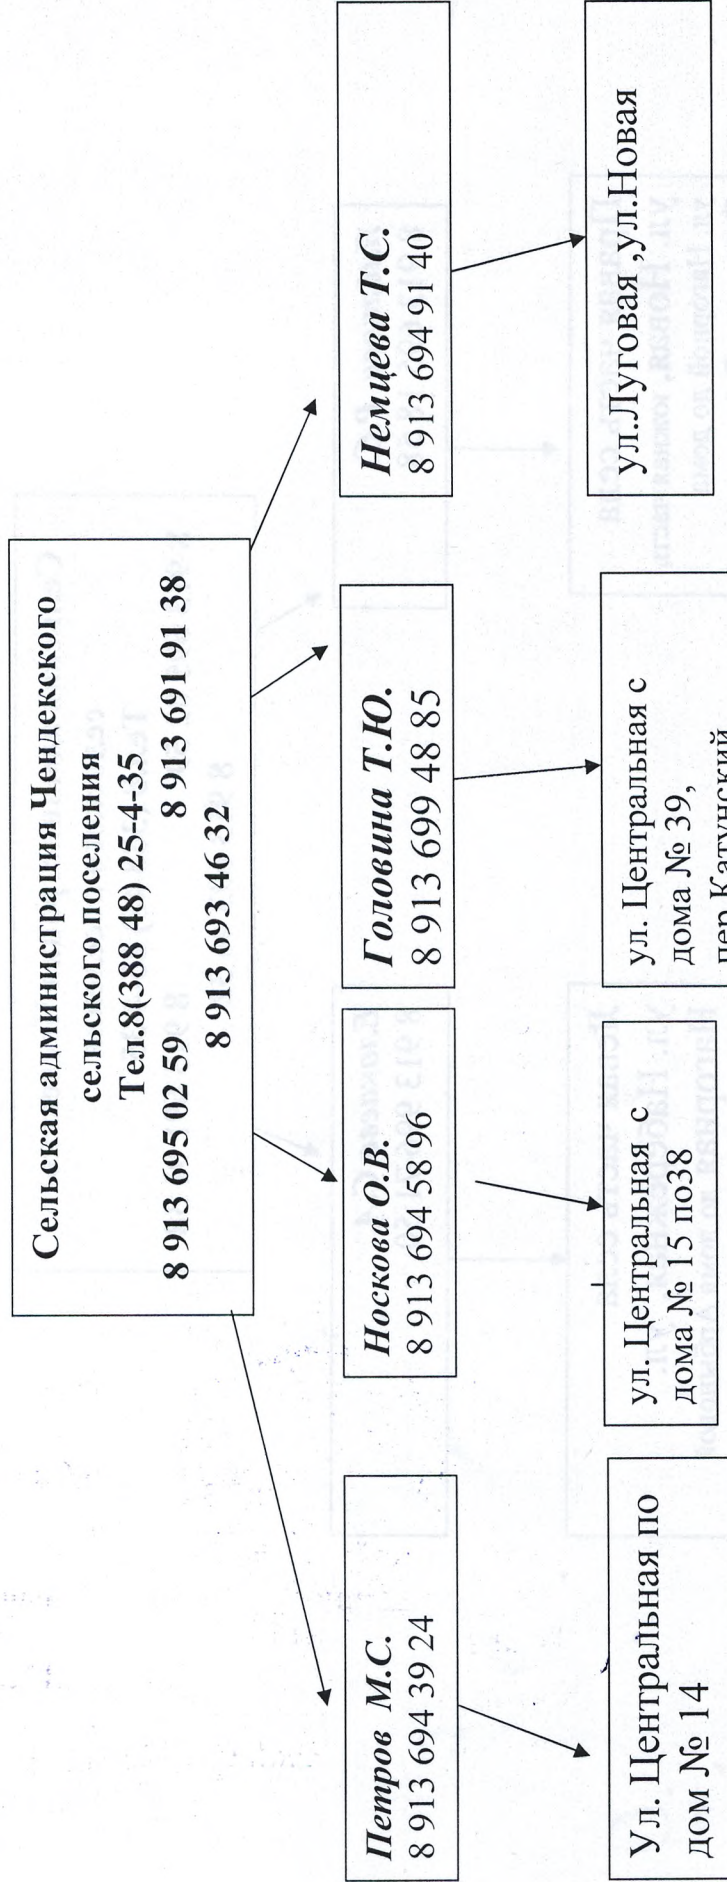 Сельская администрация Чендекского
сельского поселения
Тел.8(388 48) 25-4-35
8 913 695 02 59 8 913 691 91 38
8 913 693 46 32
Петров М.С.
8 913 694 39 24
Носкова О.В.
8 913 694 58 96
Головина Т.Ю.
8 913 699 48 85
Немцева Т.С.
8 913 694 91 40
Ул. Центральная по
дом № 14
ул. Центральная с
дома № 15 по38
ул. Центральная с
дома № 39,
пер.Катунский
ул.Луговая ,ул.Новая